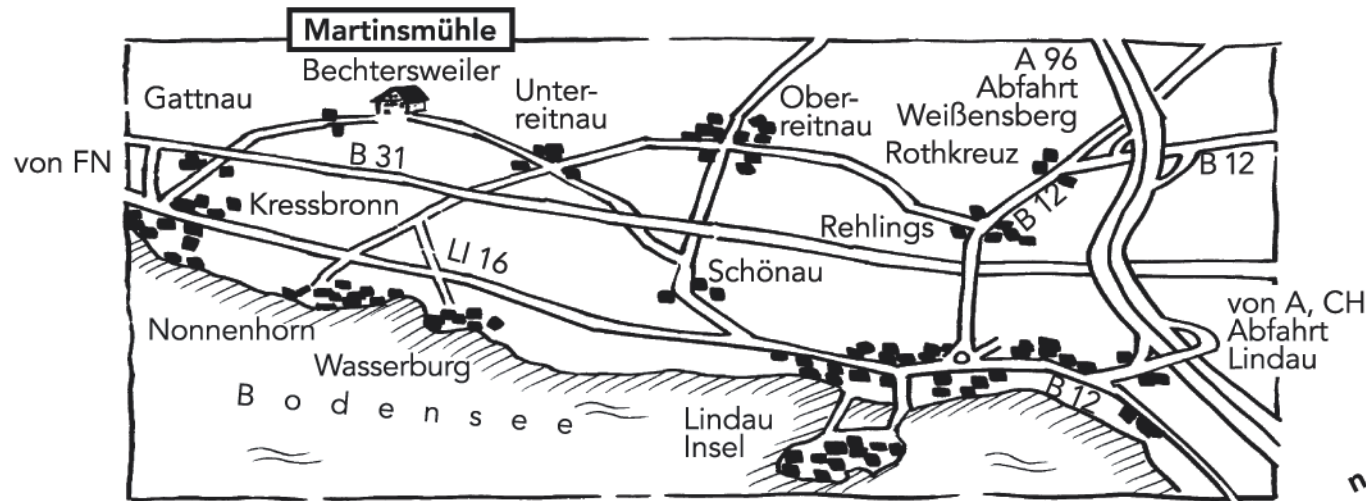 Martinsmühle
Bechtersweiler
Gattnau
Unter-
reitnau
Ober-
reitnau
A 96
Abfahrt
Weißensberg
Rothkreuz
von FN
B 31
B 12
B 12
Kressbronn
Rehlings
LI 16
Schönau
von A, CH
Abfahrt
Lindau
Nonnenhorn
Wasserburg
B 12
Bodensee
Lindau
Insel